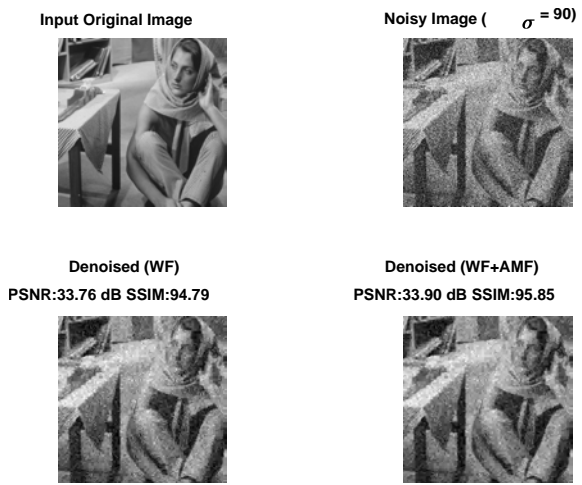 Input Original Image
Noisy Image ( σ = 90)
Denoised (WF)
PSNR:33.76 dB SSIM:94.79
Denoised (WF+AMF)
PSNR:33.90 dB SSIM:95.85